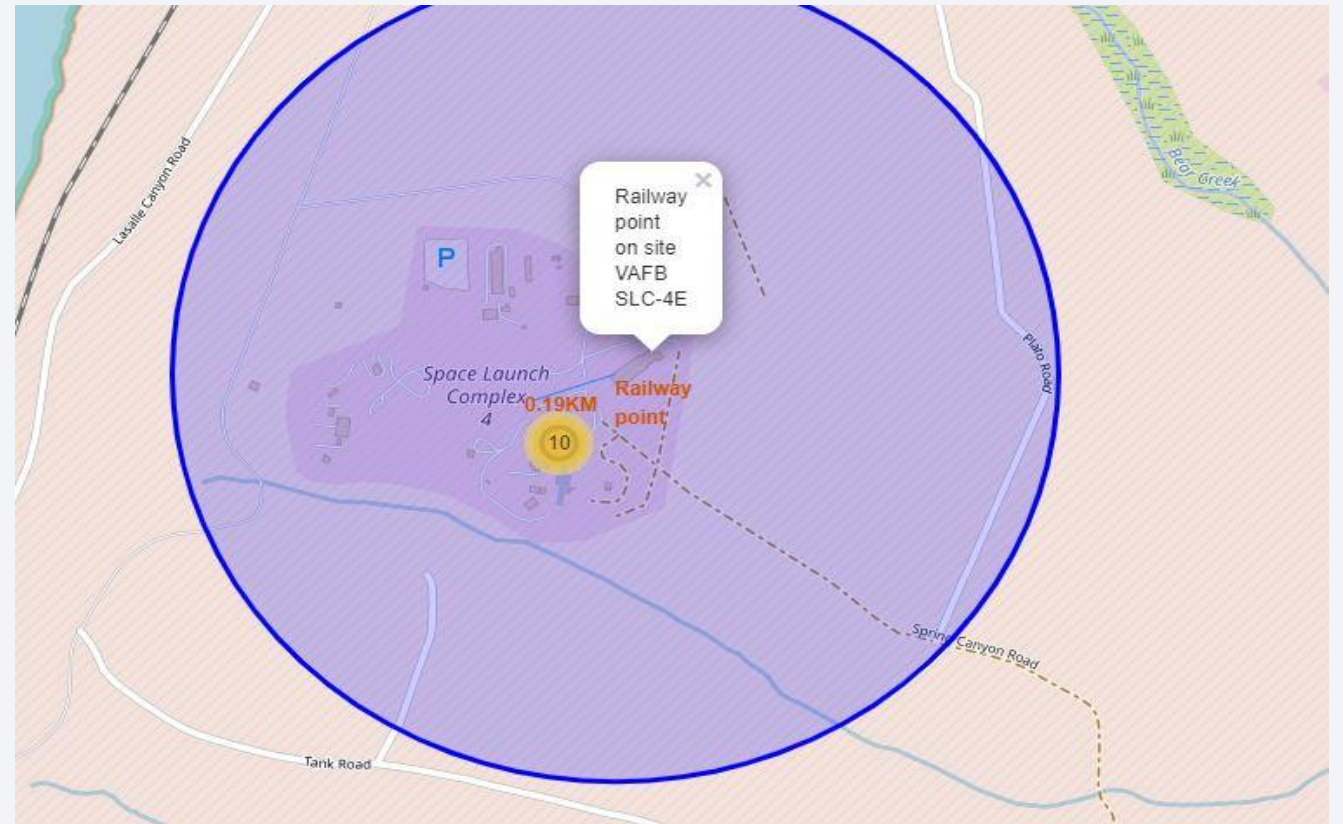 Lasalle Canyon Road
Bear Creek
×
Railway
point
on site
VAFB
SLC-4E
P
Plato Road
Space Launch
Complex
4
0.19KM
Railway
point
10
Spring Canyon Road
Tank Road